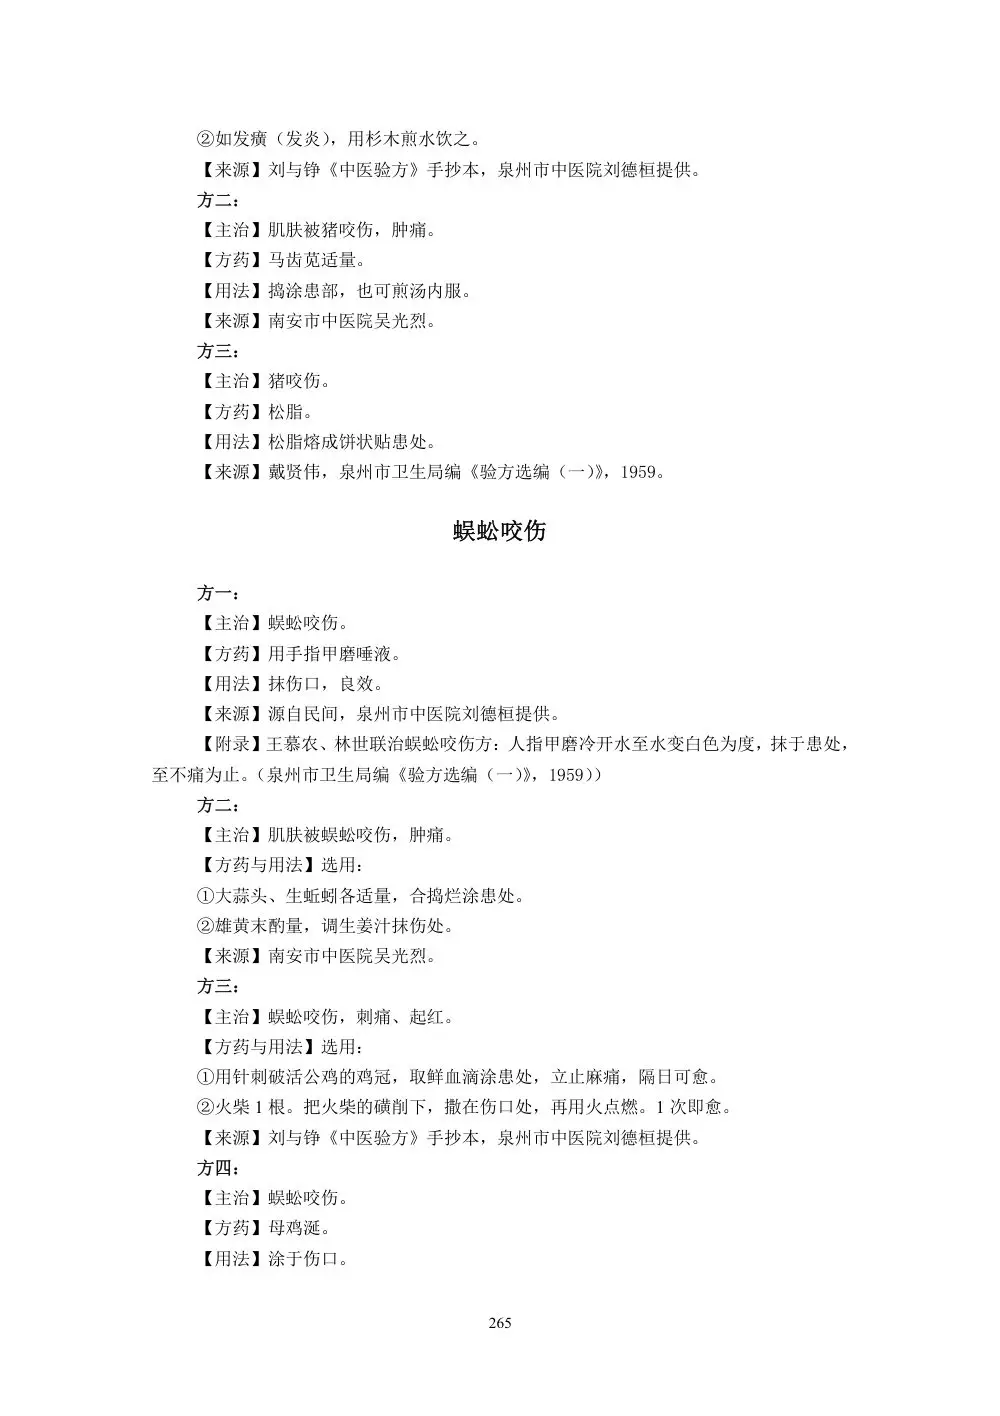 ②如发癀（发炎），用杉木煎水饮之。
【来源】刘与铮《中医验方》手抄本，泉州市中医院刘德桓提供。
方二：
【主治】肌肤被猪咬伤，肿痛。
【方药】马齿苋适量。
【用法】捣涂患部，也可煎汤内服。
【来源】南安市中医院吴光烈。
方三：
【主治】猪咬伤。
【方药】松脂。
【用法】松脂熔成饼状贴患处。
【来源】戴贤伟，泉州市卫生局编《验方选编（一）》，1959。
蜈蚣咬伤
方一：
【主治】蜈蚣咬伤。
【方药】用手指甲磨唾液。
【用法】抹伤口，良效。
【来源】源自民间，泉州市中医院刘德桓提供。
【附录】王慕农、林世联治蜈蚣咬伤方：人指甲磨冷开水至水变白色为度，抹于患处，
至不痛为止。（泉州市卫生局编《验方选编（一）》，1959））
方二：
【主治】肌肤被蜈蚣咬伤，肿痛。
【方药与用法】选用：
①大蒜头、生蚯蚓各适量，合捣烂涂患处。
②雄黄末酌量，调生姜汁抹伤处。
【来源】南安市中医院吴光烈。
方三：
【主治】蜈蚣咬伤，刺痛、起红。
【方药与用法】选用：
①用针刺破活公鸡的鸡冠，取鲜血滴涂患处，立止麻痛，隔日可愈。
②火柴 1 根。把火柴的磺削下，撒在伤口处，再用火点燃。1 次即愈。
【来源】刘与铮《中医验方》手抄本，泉州市中医院刘德桓提供。
方四：
【主治】蜈蚣咬伤。
【方药】母鸡涎。
【用法】涂于伤口。
265